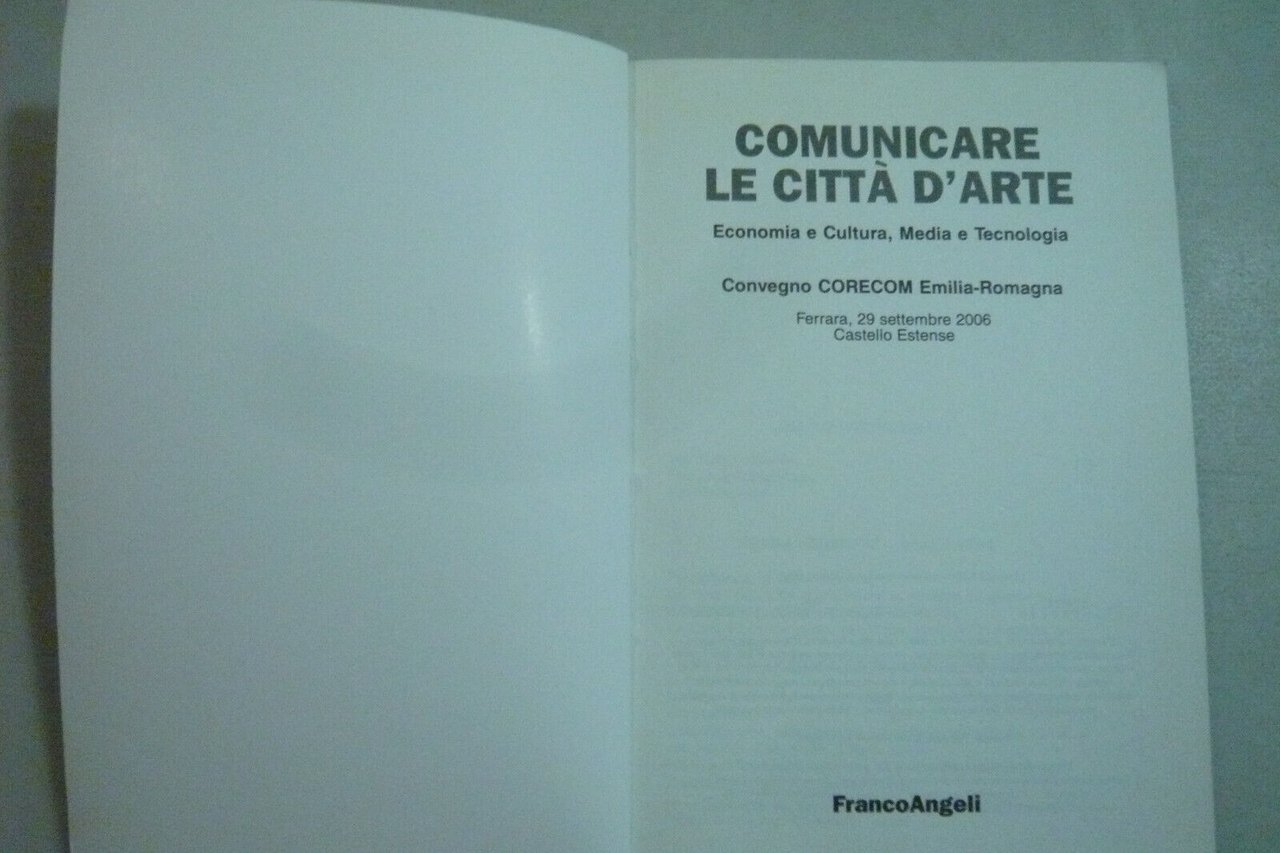 COMUNICARE
LE CITTÀ D'ARTE
Economia e Cultura, Media e Tecnologia
Convegno CORECOM Emilia-Romagna
Ferrara, 29 settembre 2006
Castello Estense
FrancoAngeli